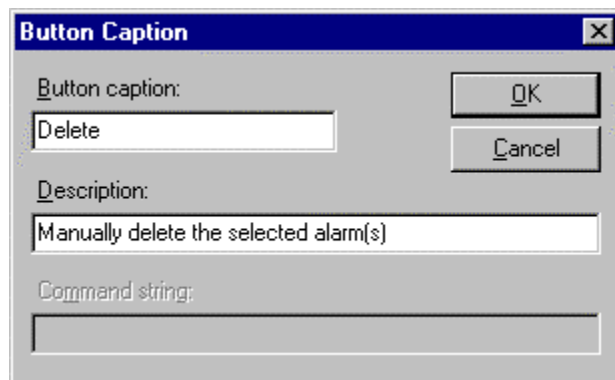 Button Caption
Button caption:
OK
Delete
Cancel
Description:
Manually delete the selected alarm(s)
Command string: